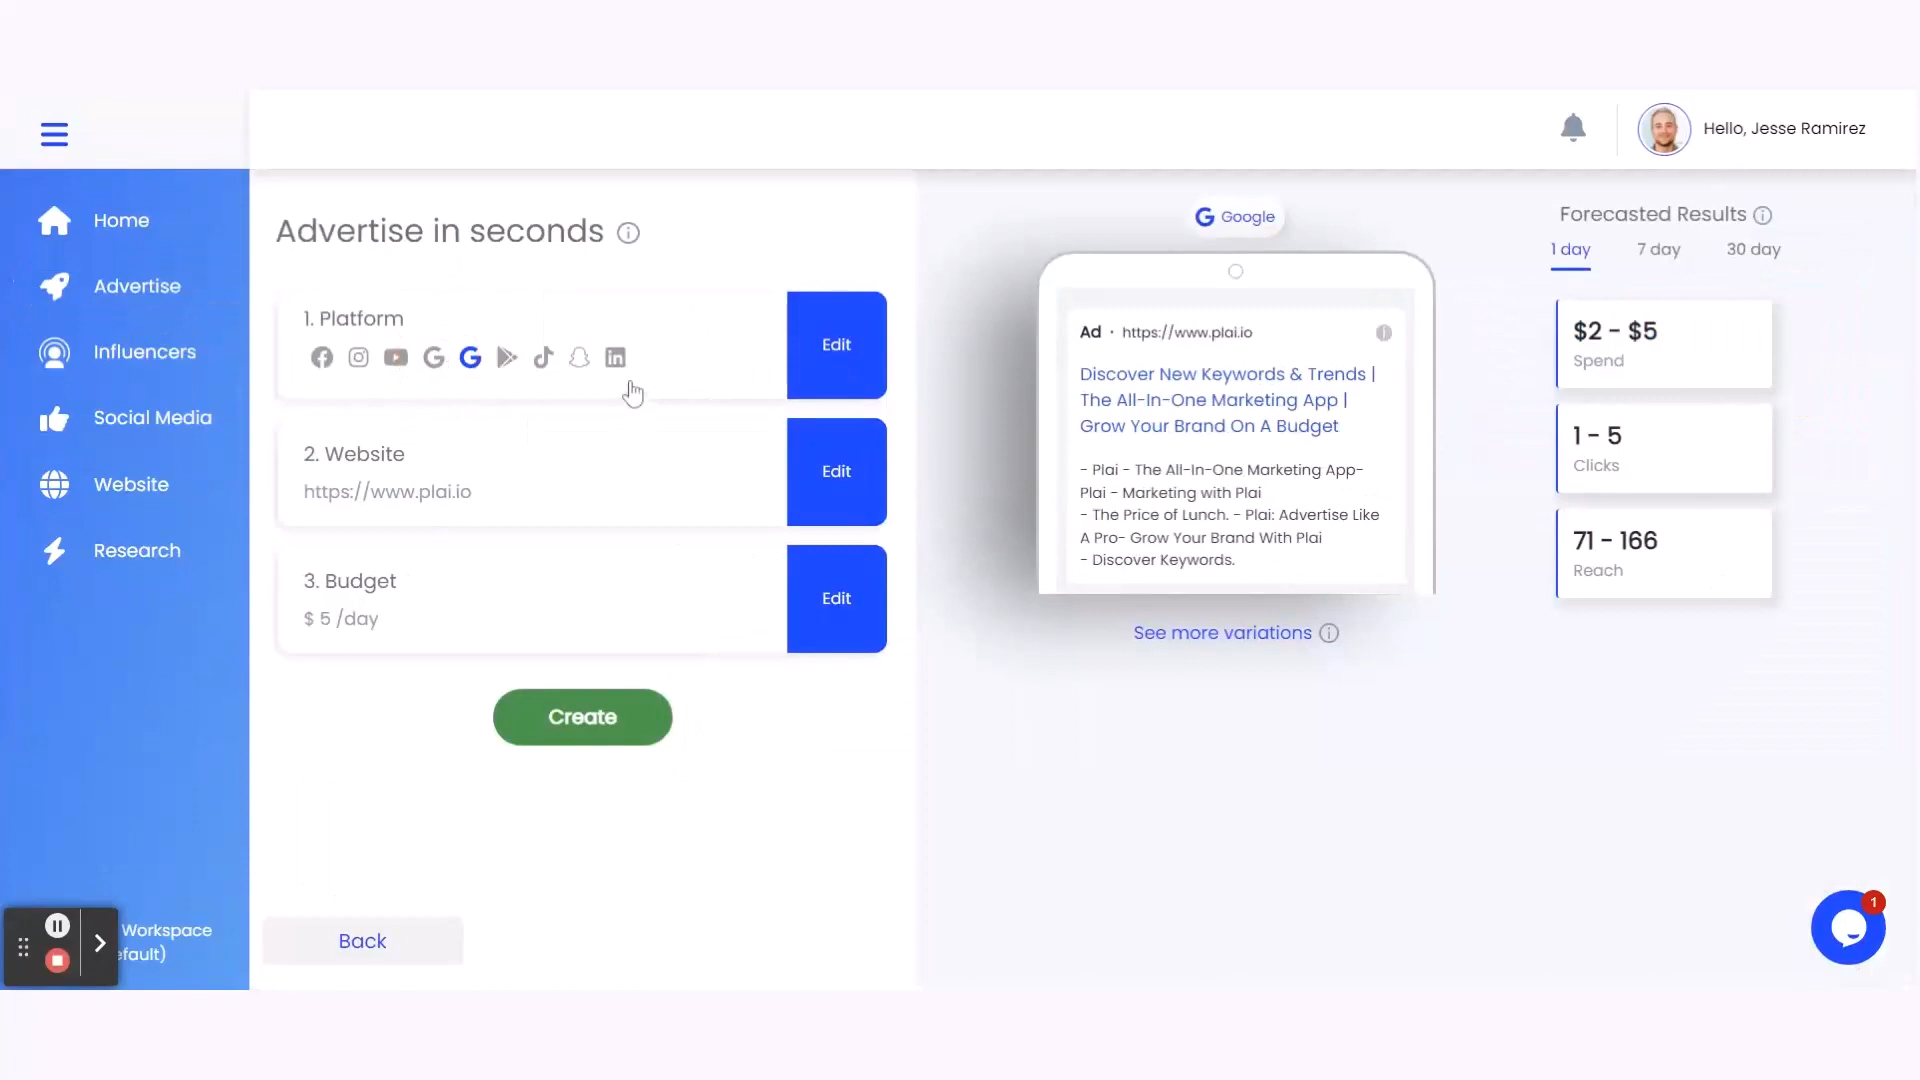 Hello, Jesse Ramirez
Home
Advertise
Influencers
Social Media
Website
Research
Workspace
efault)
Advertise in seconds
1. Platform
Edit
2. Website
https://www.plai.io
Edit
3. Budget
$ 5 /day
Edit
Create
Back
Google
Ad · https://www.plai.io
Discover New Keywords & Trends |
The All-In-One Marketing App |
Grow Your Brand On A Budget
- Plai - The All-In-One Marketing App-
Plai - Marketing with Plai
- The Price of Lunch. - Plai: Advertise Like
A Pro- Grow Your Brand With Plai
- Discover Keywords.
See more variations
Forecasted Results
1 day 7 day 30 day
$2 - $5
Spend
1 - 5
Clicks
71 - 166
Reach
1